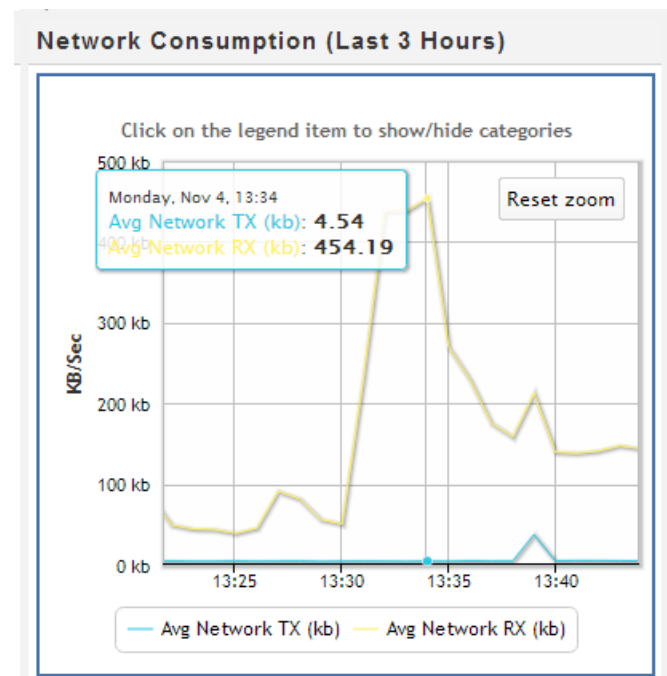 Network Consumption (Last 3 Hours)
Click on the legend item to show/hide categories
500 kb
Monday, Nov 4, 13:34
Avg Network TX (kb): 4.54
Avg Network RX (kb): 454.19
Reset zoom
400 kb
300 kb
200 kb
100 kb
0 kb
KB/Sec
13:25 13:30 13:35 13:40
Avg Network TX (kb) Avg Network RX (kb)